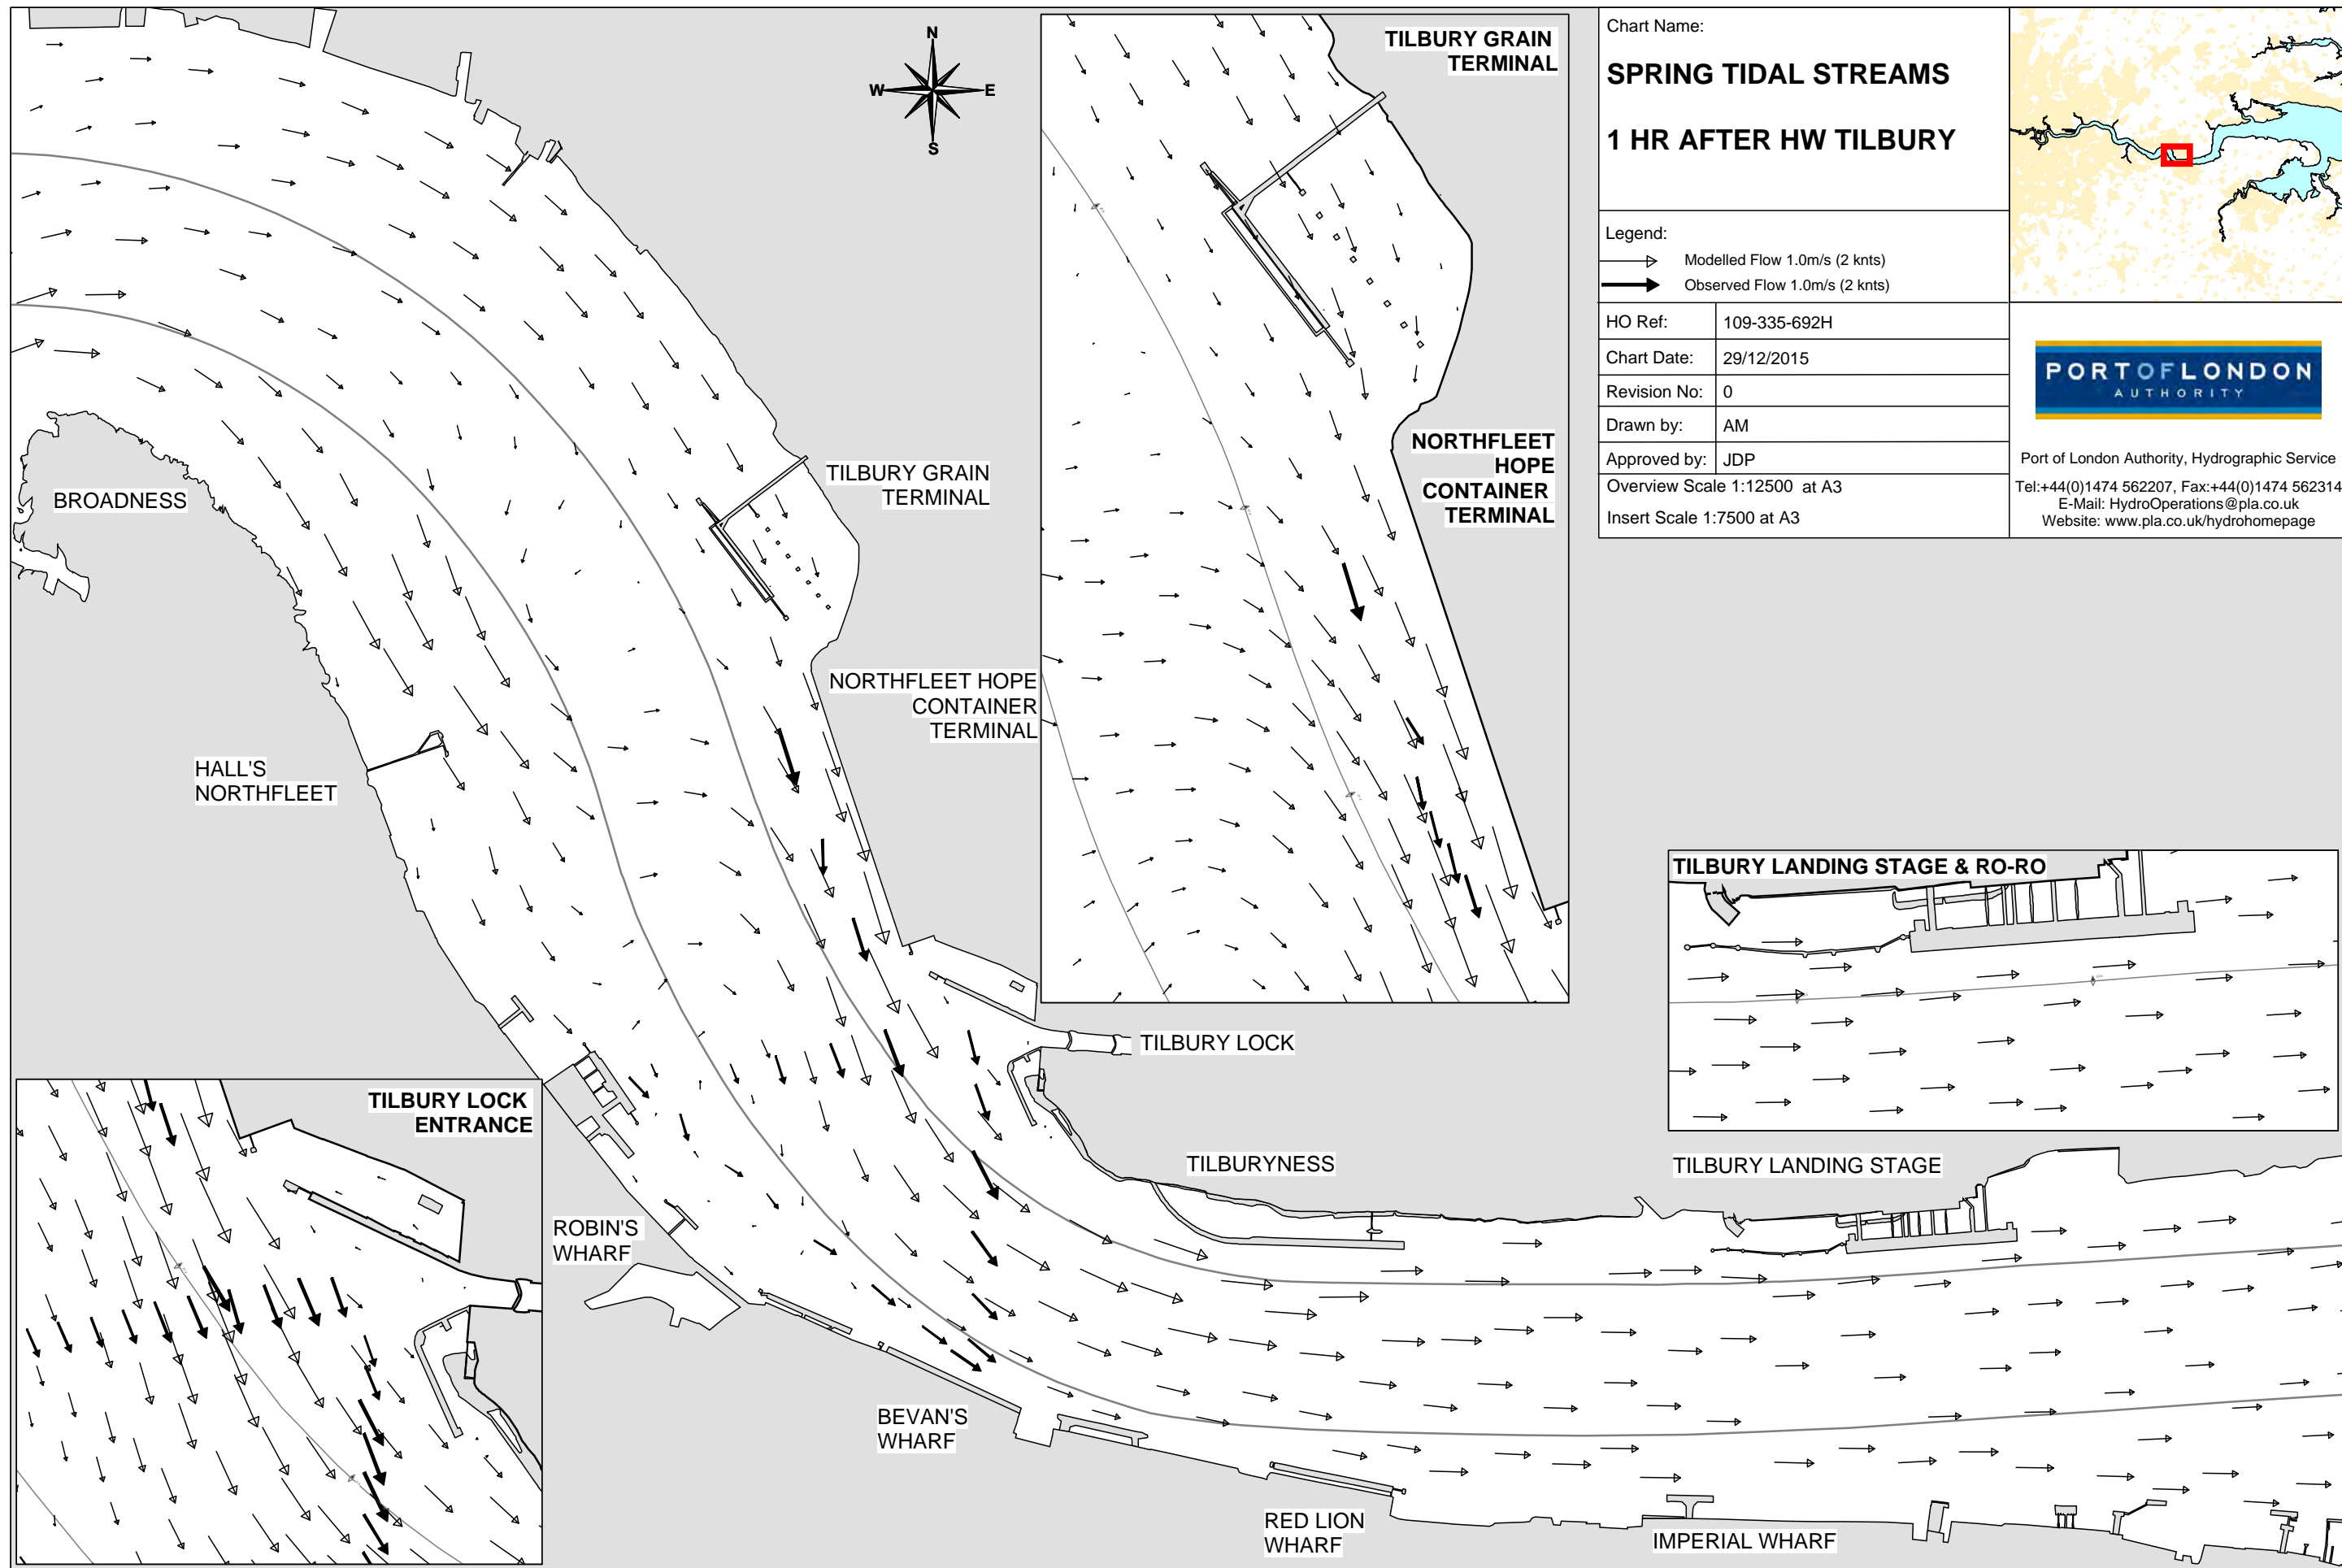 N
W
E
S
TILBURY GRAIN
TERMINAL
NORTHFLEET
HOPE
CONTAINER
TERMINAL
Chart Name:
SPRING TIDAL STREAMS
1 HR AFTER HW TILBURY
Legend:
Modelled Flow 1.0m/s (2 knts)
Observed Flow 1.0m/s (2 knts)
HO Ref: 109-335-692H
Chart Date: 29/12/2015
Revision No: 0
Drawn by: AM
Approved by: JDP
Overview Scale 1:12500 at A3
Insert Scale 1:7500 at A3
PORTOFLONDON
AUTHORITY
Port of London Authority, Hydrographic Service
Tel:+44(0)1474 562207, Fax:+44(0)1474 562314
E-Mail: HydroOperations@pla.co.uk
Website: www.pla.co.uk/hydrohomepage
BROADNESS
TILBURY GRAIN
TERMINAL
NORTHFLEET HOPE
CONTAINER
TERMINAL
HALL'S
NORTHFLEET
TILBURY LANDING STAGE & RO-RO
TILBURY LOCK
TILBURY LOCK
ENTRANCE
TILBURYNESS
TILBURY LANDING STAGE
ROBIN'S
WHARF
BEVAN'S
WHARF
RED LION
WHARF
IMPERIAL WHARF